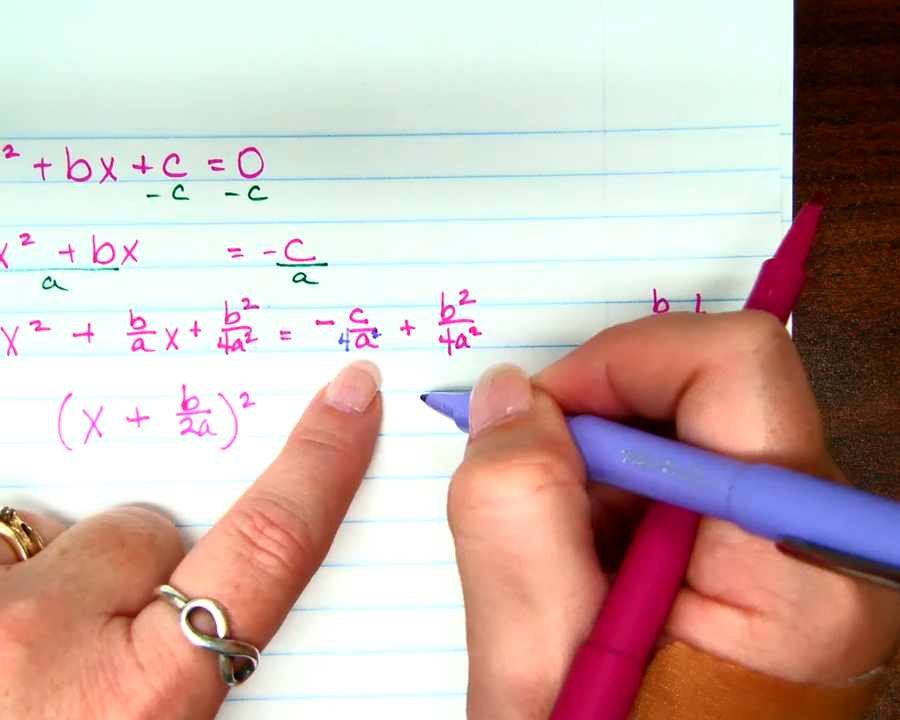 ² + bx + c = 0
- c - c
x² + bx = -c
a a
x² + b/a x + b²/4a² = - c/4a² + b²/4a² b
(x + b/2a)²